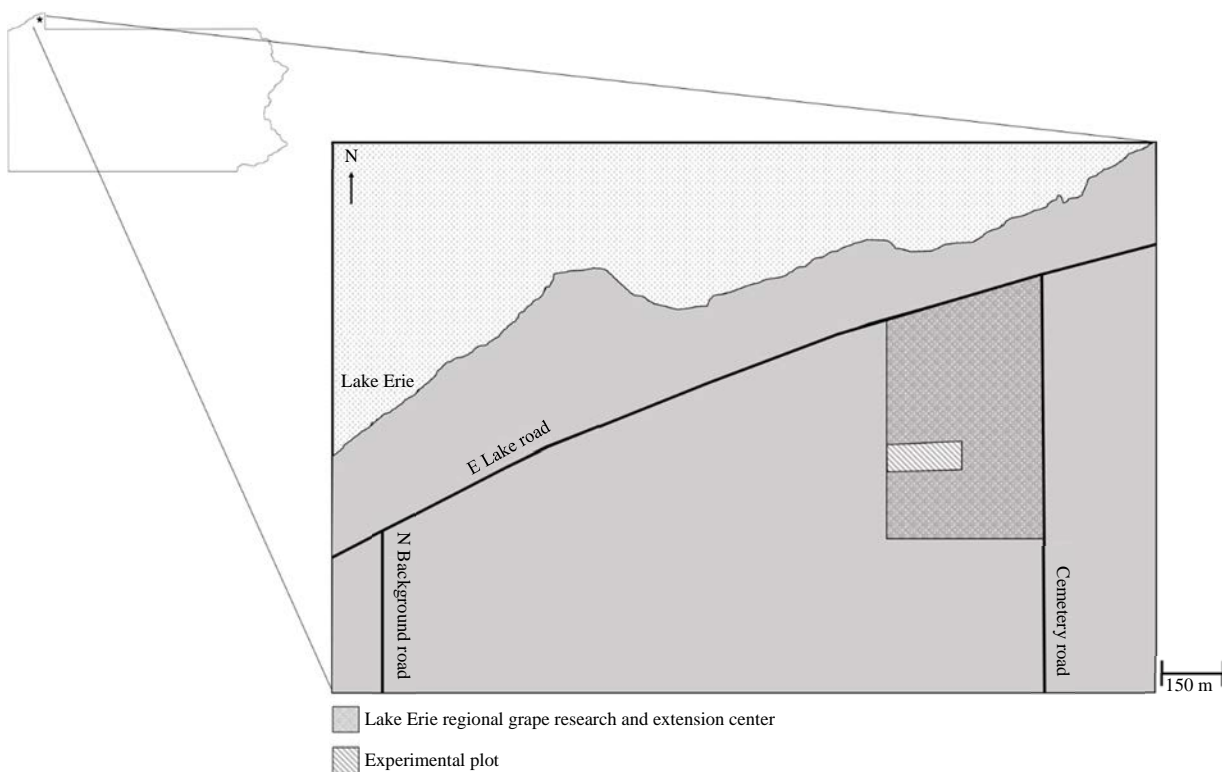 N
Lake Erie
E Lake road
N Background road
Cemetery road
150 m
Lake Erie regional grape research and extension center
Experimental plot